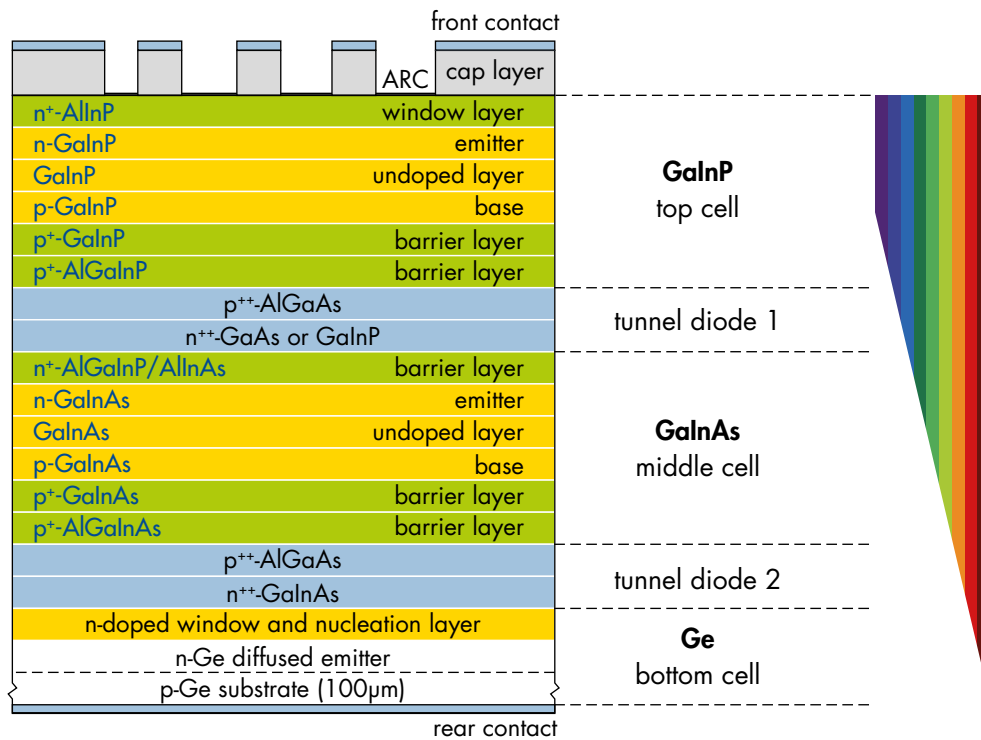 front contact
ARC cap layer
n⁺-AlInP window layer
n-GaInP emitter
GaInP undoped layer
p-GaInP base
p⁺-GaInP barrier layer
p⁺-AlGaInP barrier layer
GaInP
top cell
p⁺⁺-AlGaAs
n⁺⁺-GaAs or GaInP
tunnel diode 1
n⁺-AlGaInP/AlInAs barrier layer
n-GaInAs emitter
GaInAs undoped layer
p-GaInAs base
p⁺-GaInAs barrier layer
p⁺-AlGaInAs barrier layer
GaInAs
middle cell
p⁺⁺-AlGaAs
n⁺⁺-GaInAs
tunnel diode 2
n-doped window and nucleation layer
n-Ge diffused emitter
p-Ge substrate (100µm)
Ge
bottom cell
rear contact